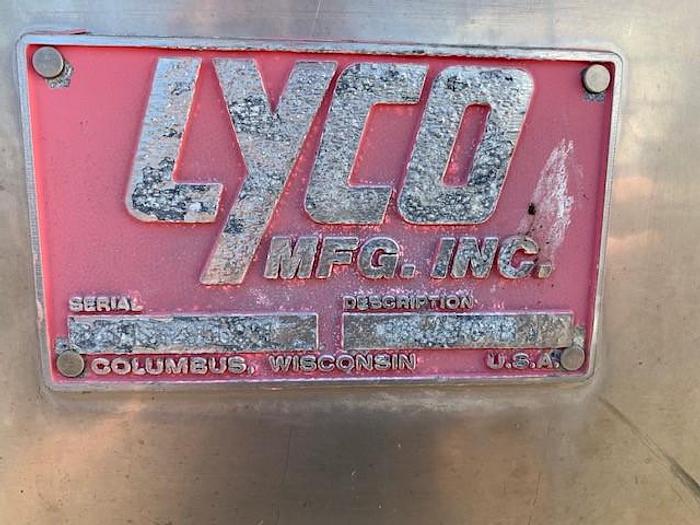 LYCO
MFG. INC.
SERIAL DESCRIPTION
COLUMBUS, WISCONSIN U.S.A.